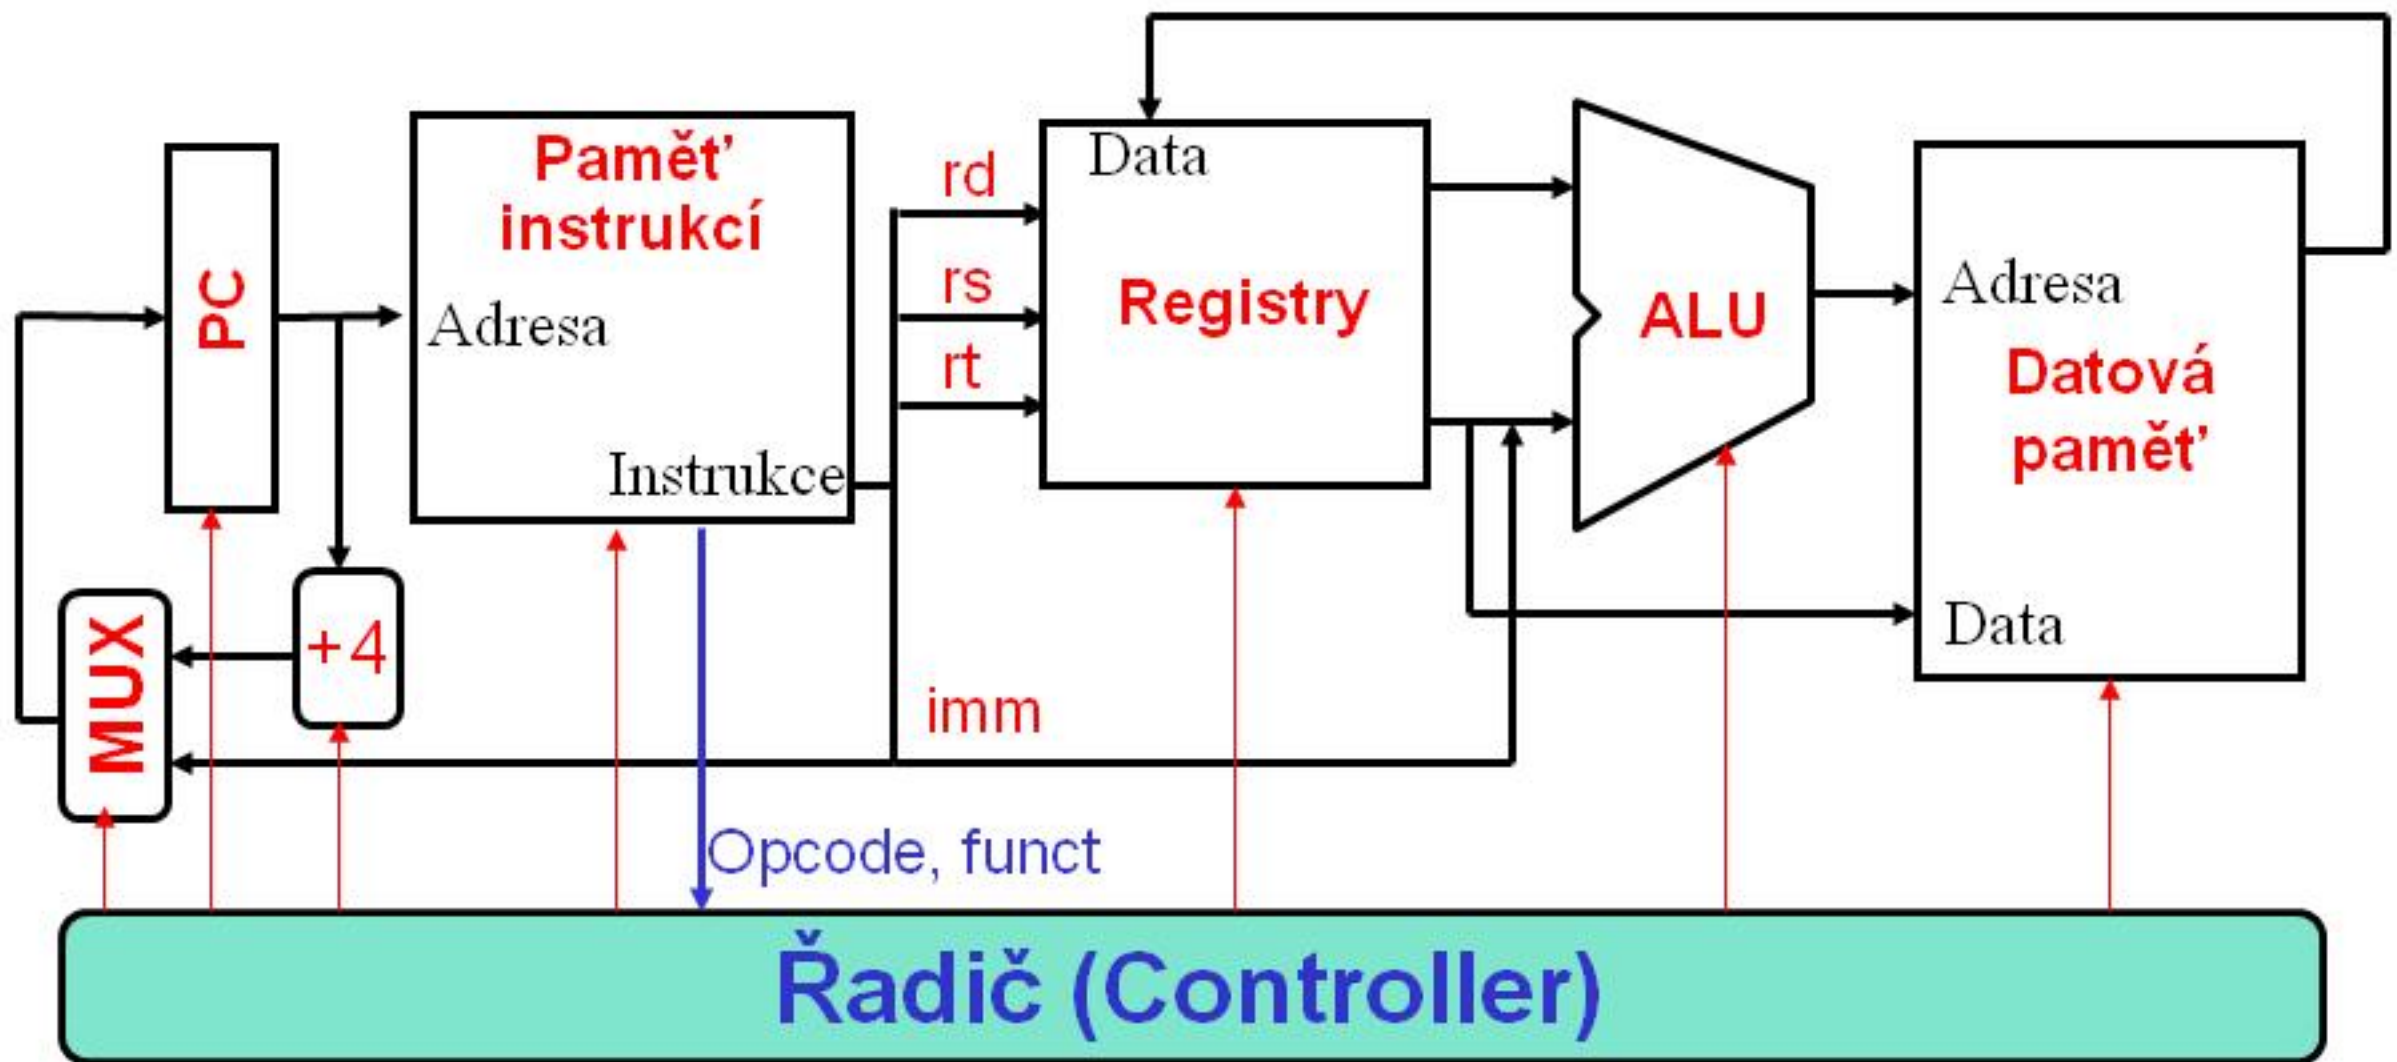 PC
Paměť
instrukcí
Adresa
Instrukce
rd
rs
rt
Data
Registry
ALU
Adresa
Datová
paměť
Data
MUX
+4
imm
Opcode, funct
Řadič (Controller)